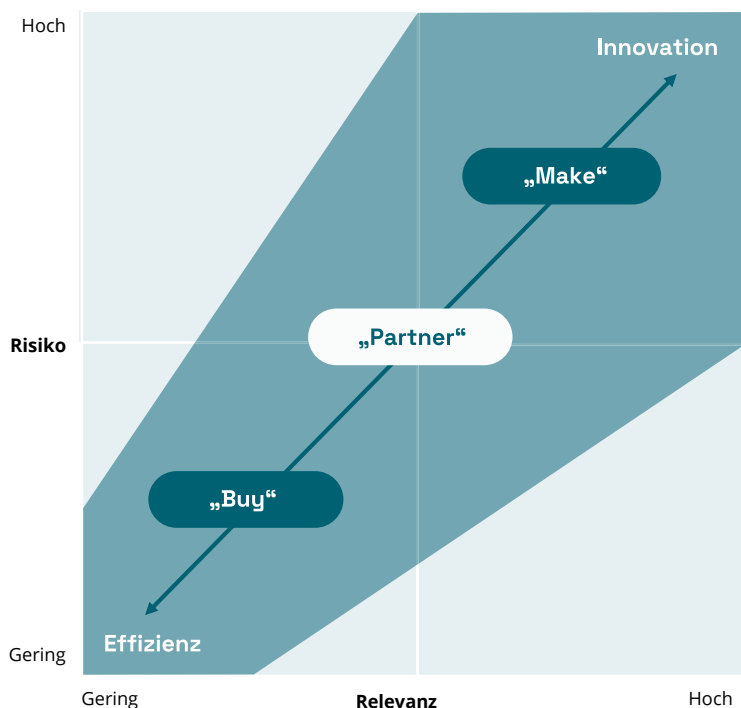 Hoch
Innovation
„Make“
Risiko
„Partner“
„Buy“
Effizienz
Gering
Gering
Relevanz
Hoch